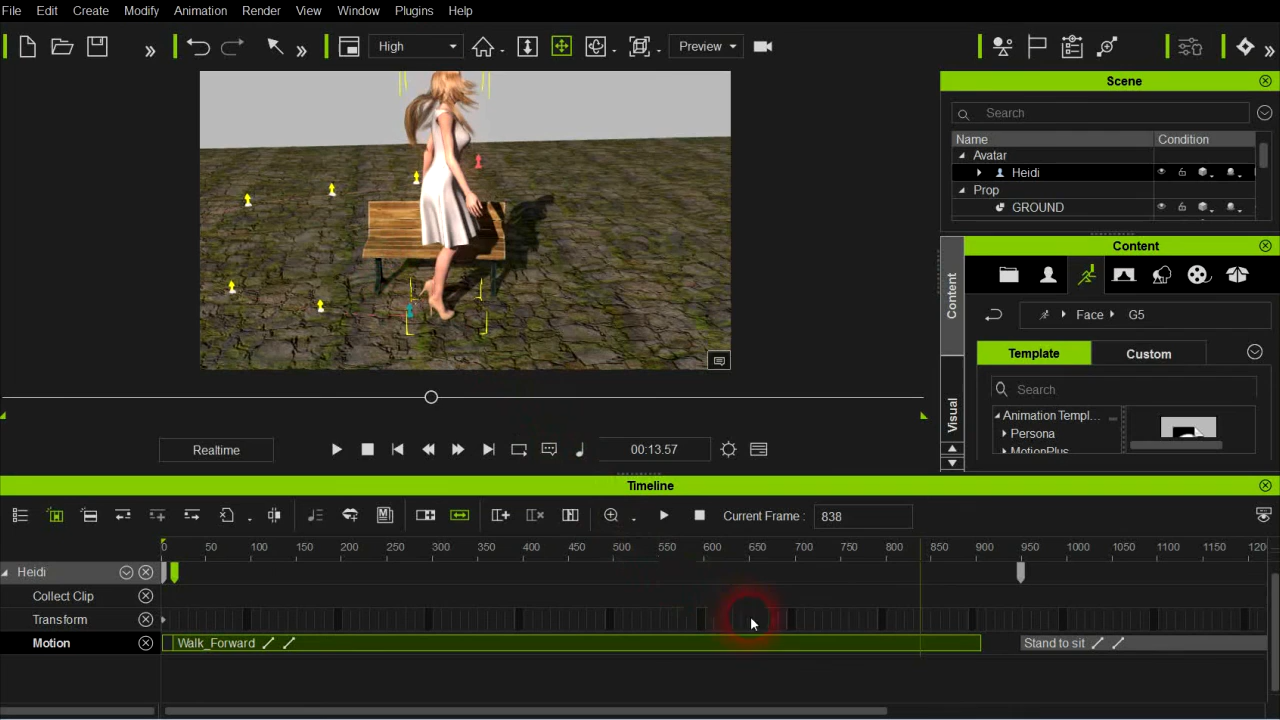 File Edit Create Modify Animation Render View Window Plugins Help
High Preview
Scene
Search
Name Condition
Avatar
Heidi
Prop
GROUND
Content
Content
Visual
Face G5
Template Custom
Search
Animation Templ...
Persona
MotionPlus
Realtime 00:13.57
Timeline
Current Frame : 838
0 50 100 150 200 250 300 350 400 450 500 550 600 650 700 750 800 850 900 950 1000 1050 1100 1150 1200
Heidi
Collect Clip
Transform
Motion Walk_Forward Stand to sit